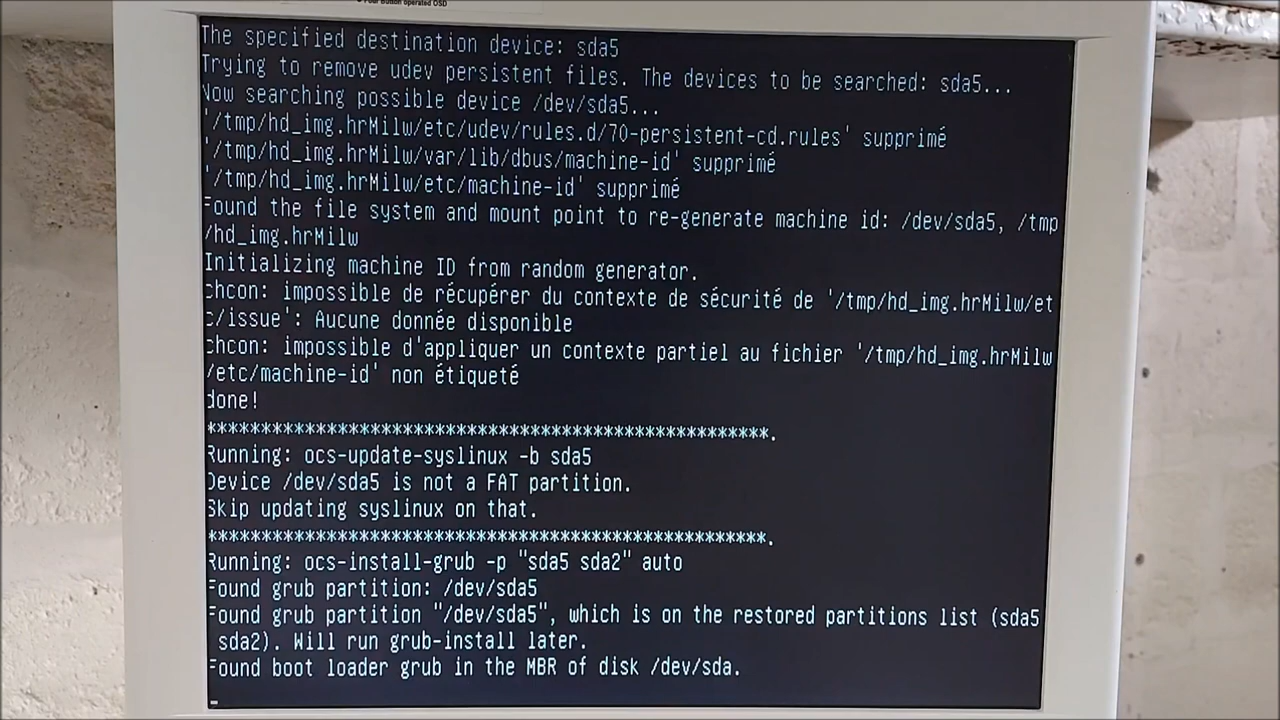 Four Button operated OSD
The specified destination device: sda5
Trying to remove udev persistent files. The devices to be searched: sda5...
Now searching possible device /dev/sda5...
'/tmp/hd_img.hrMilw/etc/udev/rules.d/70-persistent-cd.rules' supprimé
'/tmp/hd_img.hrMilw/var/lib/dbus/machine-id' supprimé
'/tmp/hd_img.hrMilw/etc/machine-id' supprimé
Found the file system and mount point to re-generate machine id: /dev/sda5, /tmp
/hd_img.hrMilw
Initializing machine ID from random generator.
chcon: impossible de récupérer du contexte de sécurité de '/tmp/hd_img.hrMilw/et
c/issue': Aucune donnée disponible
chcon: impossible d'appliquer un contexte partiel au fichier '/tmp/hd_img.hrMilw
/etc/machine-id' non étiqueté
done!
****************************************************.
Running: ocs-update-syslinux -b sda5
Device /dev/sda5 is not a FAT partition.
Skip updating syslinux on that.
****************************************************.
Running: ocs-install-grub -p "sda5 sda2" auto
Found grub partition: /dev/sda5
Found grub partition "/dev/sda5", which is on the restored partitions list (sda5
 sda2). Will run grub-install later.
Found boot loader grub in the MBR of disk /dev/sda.